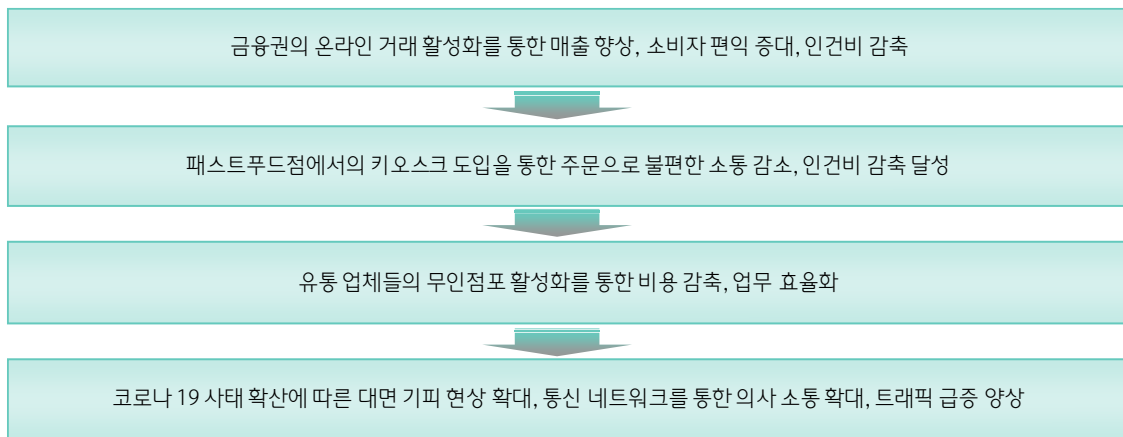 금융권의 온라인 거래 활성화를 통한 매출 향상, 소비자 편익 증대, 인건비 감축
패스트푸드점에서의 키오스크 도입을 통한 주문으로 불편한 소통 감소, 인건비 감축 달성
유통 업체들의 무인점포 활성화를 통한 비용 감축, 업무 효율화
코로나 19 사태 확산에 따른 대면 기피 현상 확대, 통신 네트워크를 통한 의사 소통 확대, 트래픽 급증 양상